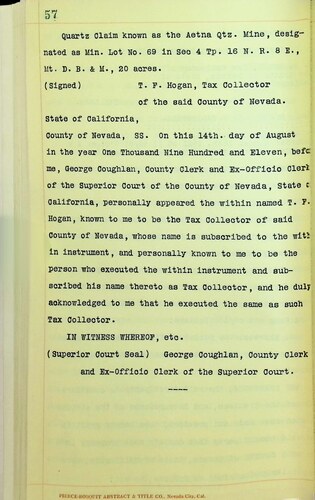 57
Quartz Claim known as the Aetna Qtz. Mine, desig-
nated as Min. Lot No. 69 in Sec 4 Tp. 16 N. R. 8 E.,
Mt. D. B. & M., 20 acres.
(Signed) T. F. Hogan, Tax Collector
of the said County of Nevada.
State of California,
County of Nevada, SS. On this 14th. day of August
in the year One Thousand Nine Hundred and Eleven, befo
me, George Coughlan, County Clerk and Ex-Officio Clerk
of the Superior Court of the County of Nevada, State o
California, personally appeared the within named T. F.
Hogan, known to me to be the Tax Collector of said
County of Nevada, whose name is subscribed to the with
in instrument, and personally known to me to be the
person who executed the within instrument and sub-
scribed his name thereto as Tax Collector, and he duly
acknowledged to me that he executed the same as such
Tax Collector.
IN WITNESS WHEREOF, etc.
(Superior Court Seal) George Coughlan, County Clerk
and Ex-Officio Clerk of the Superior Court.
----
ABSTRACT & TITLE CO., Nevada City, Cal.